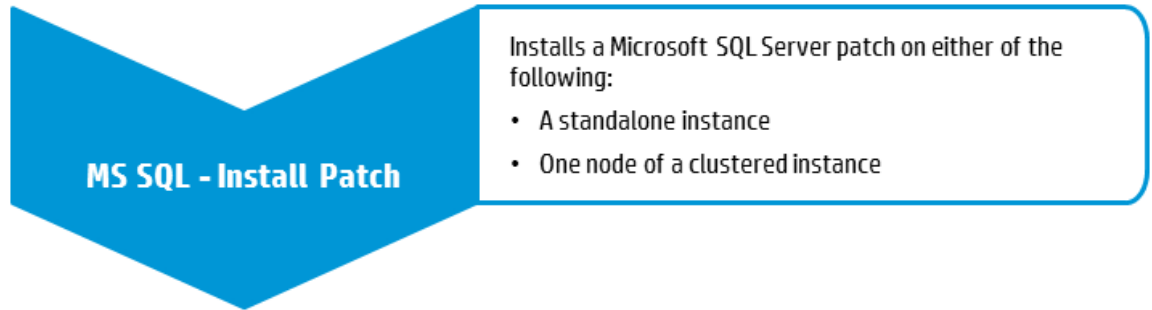 MS SQL - Install Patch
Installs a Microsoft SQL Server patch on either of the
following:
• A standalone instance
• One node of a clustered instance